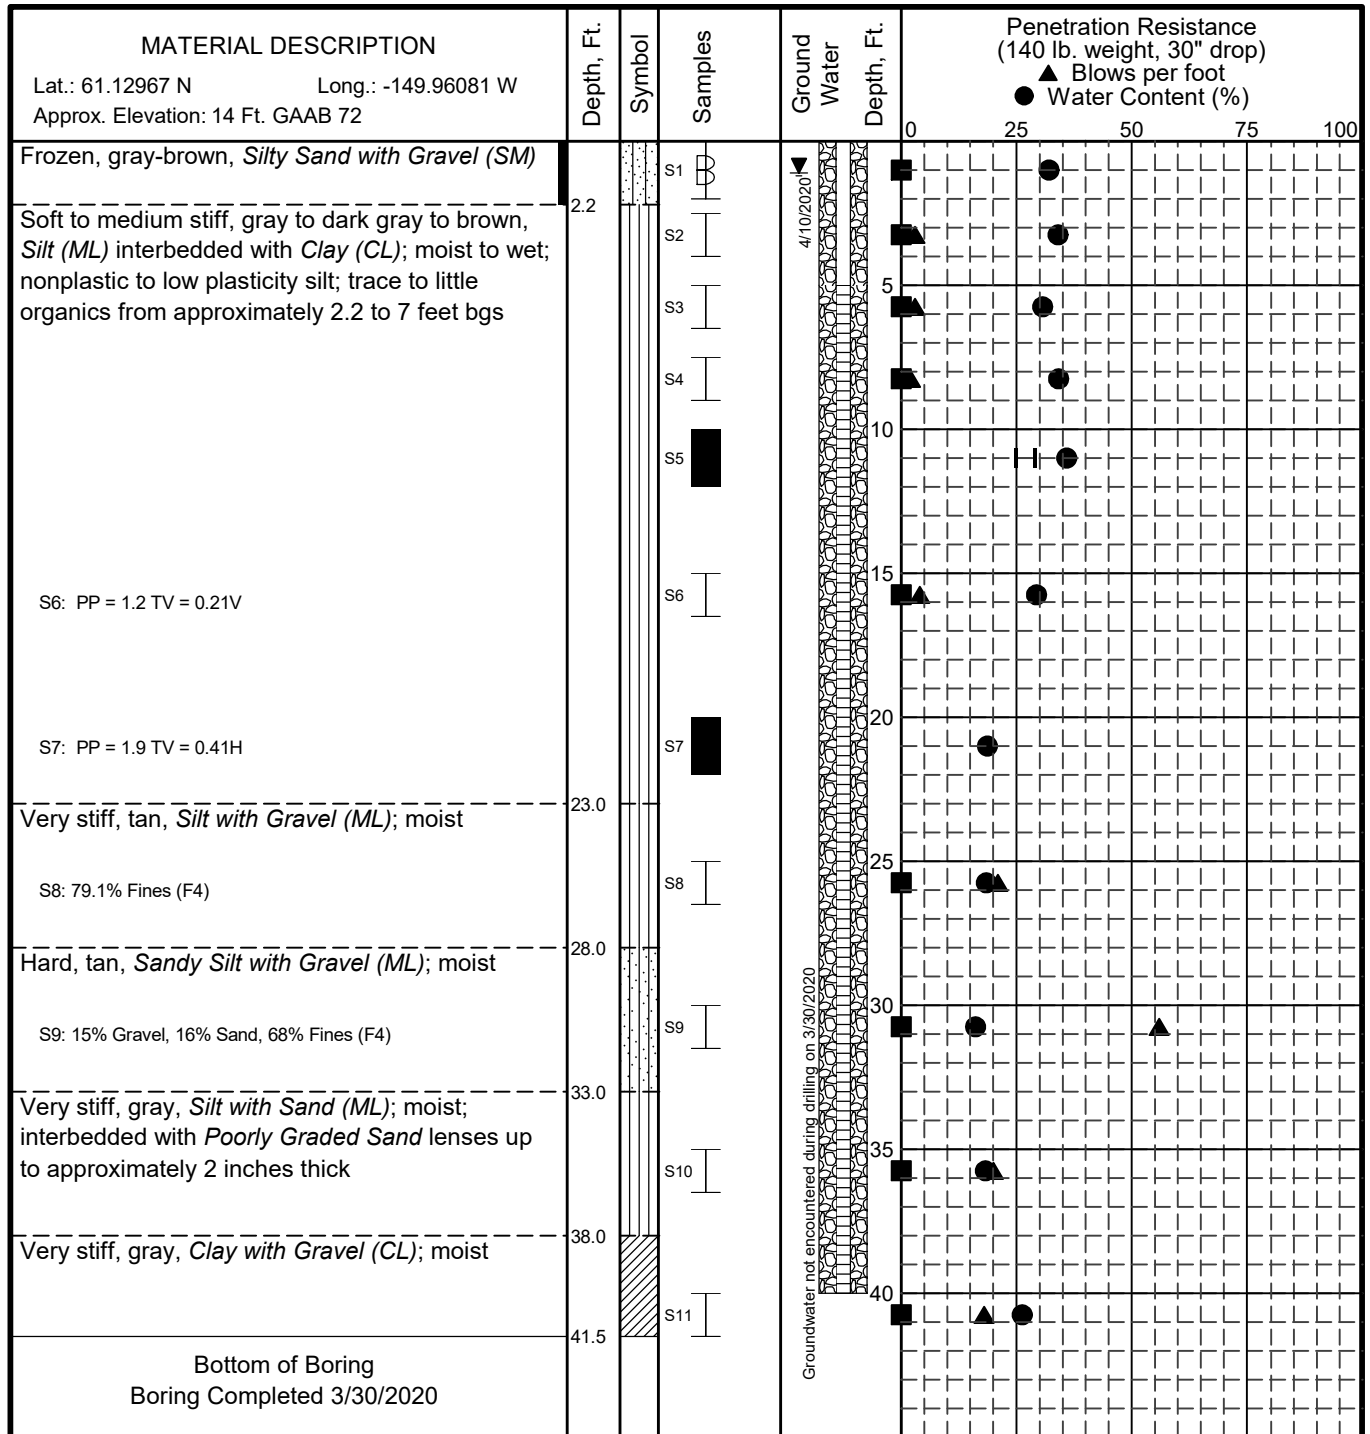 MATERIAL DESCRIPTION
Lat.: 61.12967 N Long.: -149.96081 W
Approx. Elevation: 14 Ft. GAAB 72
Depth, Ft.
Symbol
Samples
Ground
Water
Depth, Ft.
Penetration Resistance
(140 lb. weight, 30" drop)
▲ Blows per foot
● Water Content (%)
0 25 50 75 100
Frozen, gray-brown, Silty Sand with Gravel (SM)
S1
4/10/2020
2.2
Soft to medium stiff, gray to dark gray to brown,
Silt (ML) interbedded with Clay (CL); moist to wet;
nonplastic to low plasticity silt; trace to little
organics from approximately 2.2 to 7 feet bgs
S2
5
S3
S4
10
S5
15
S6: PP = 1.2 TV = 0.21V
S6
20
S7: PP = 1.9 TV = 0.41H
S7
23.0
Very stiff, tan, Silt with Gravel (ML); moist
25
S8: 79.1% Fines (F4)
S8
28.0
Hard, tan, Sandy Silt with Gravel (ML); moist
30
S9: 15% Gravel, 16% Sand, 68% Fines (F4)
S9
Groundwater not encountered during drilling on 3/30/2020
33.0
Very stiff, gray, Silt with Sand (ML); moist;
interbedded with Poorly Graded Sand lenses up
to approximately 2 inches thick
35
S10
38.0
Very stiff, gray, Clay with Gravel (CL); moist
40
S11
41.5
Bottom of Boring
Boring Completed 3/30/2020